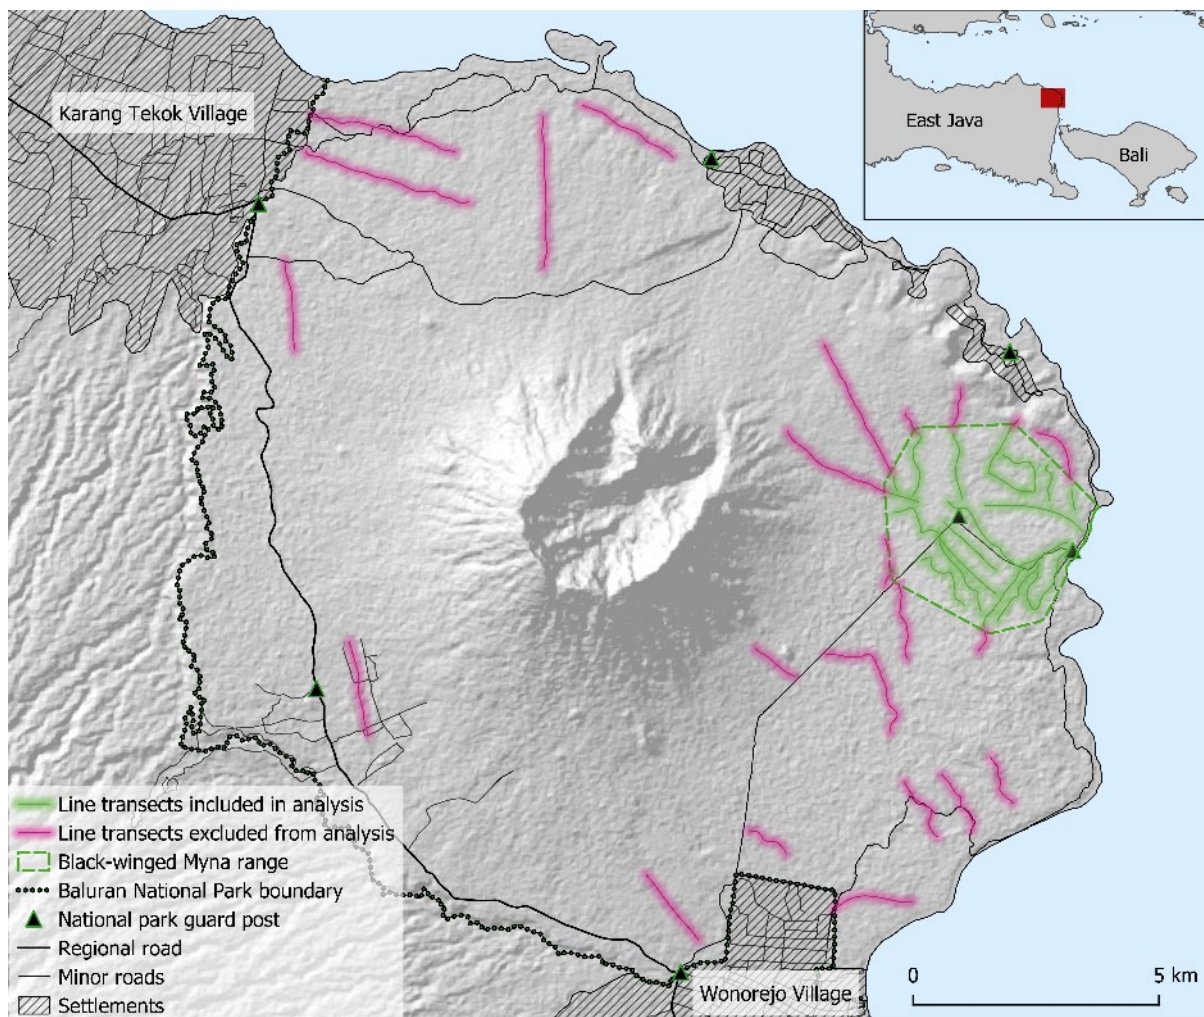 Karang Tekok Village
East Java
Bali
Line transects included in analysis
Line transects excluded from analysis
Black-winged Myna range
Baluran National Park boundary
National park guard post
Regional road
Minor roads
Settlements
Wonorejo Village
0 5 km